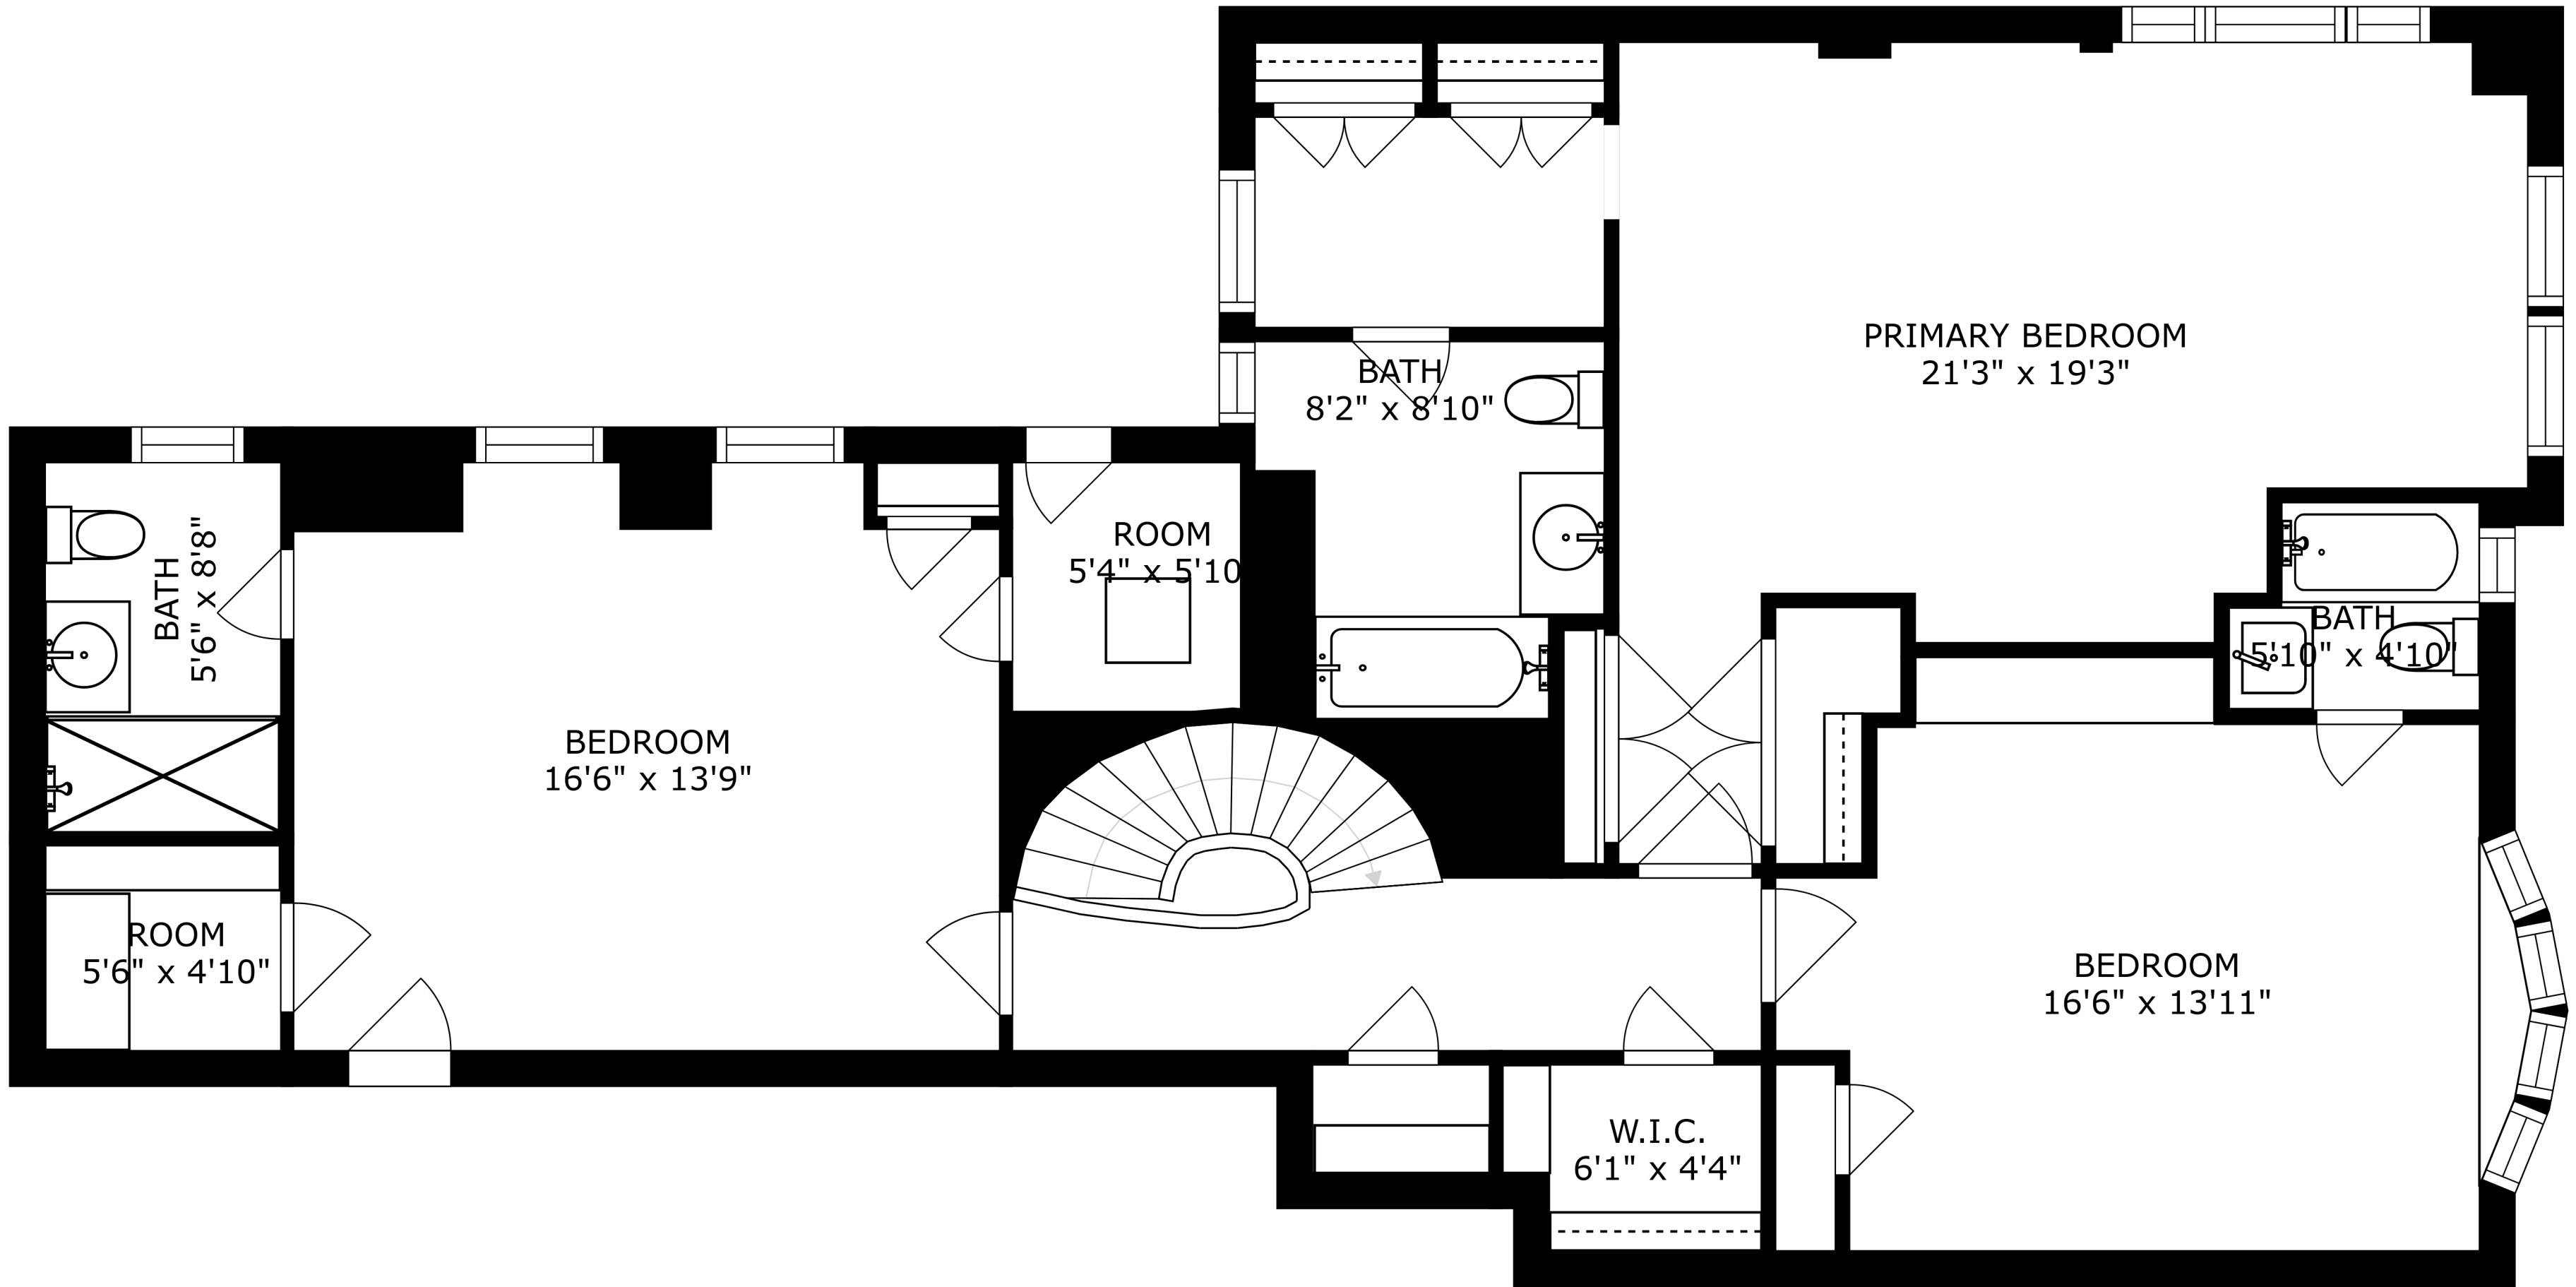 PRIMARY BEDROOM
21'3" x 19'3"
BATH
8'2" x 8'10"
ROOM
5'4" x 5'10
BATH
5'6" x 8'8"
BATH
5'10" x 4'10"
BEDROOM
16'6" x 13'9"
ROOM
5'6" x 4'10"
BEDROOM
16'6" x 13'11"
W.I.C.
6'1" x 4'4"